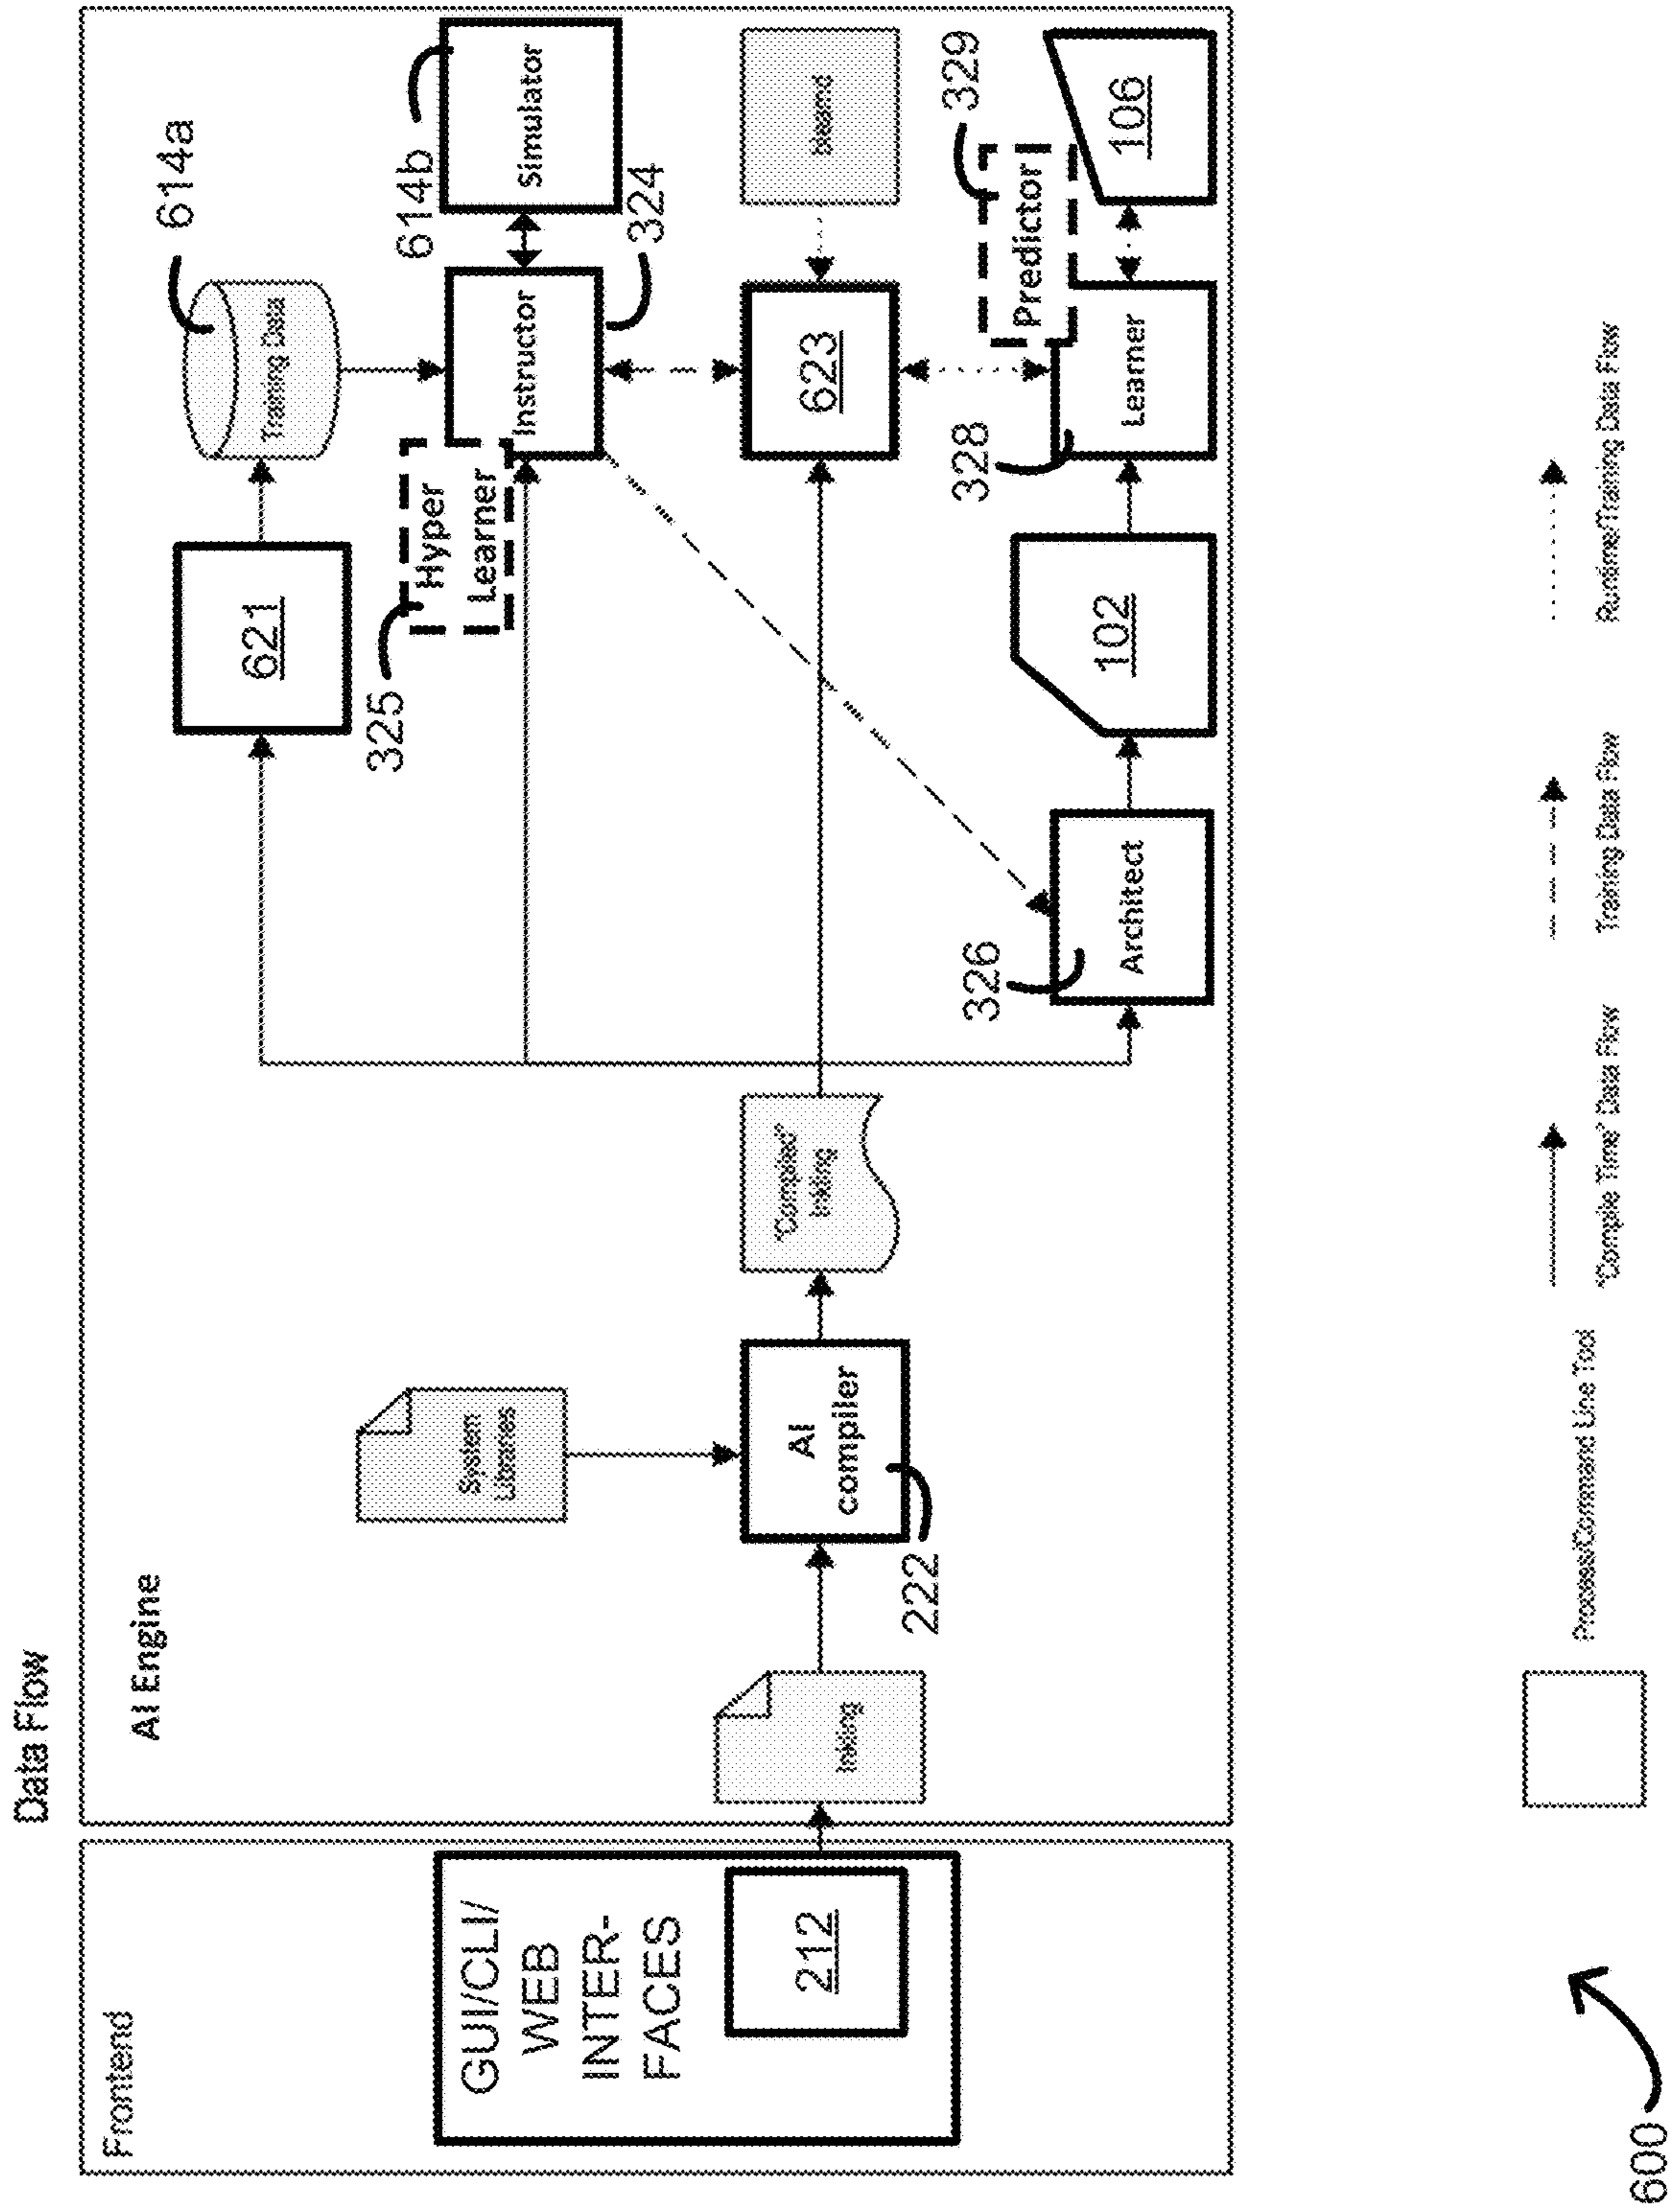 Data Flow
Frontend
GUI/CLI/
WEB
INTER-
FACES
212
AI Engine
Inkling
System
Libraries
AI
compiler
222
'Compiled'
Inkling
621
614a
Training Data
325
Hyper
Learner
Instructor
324
614b
Simulator
623
326
Architect
102
328
Learner
329
Predictor
106
Process/Command Line Tool
'Compile Time' Data Flow
Training Data Flow
Runtime/Training Data Flow
600